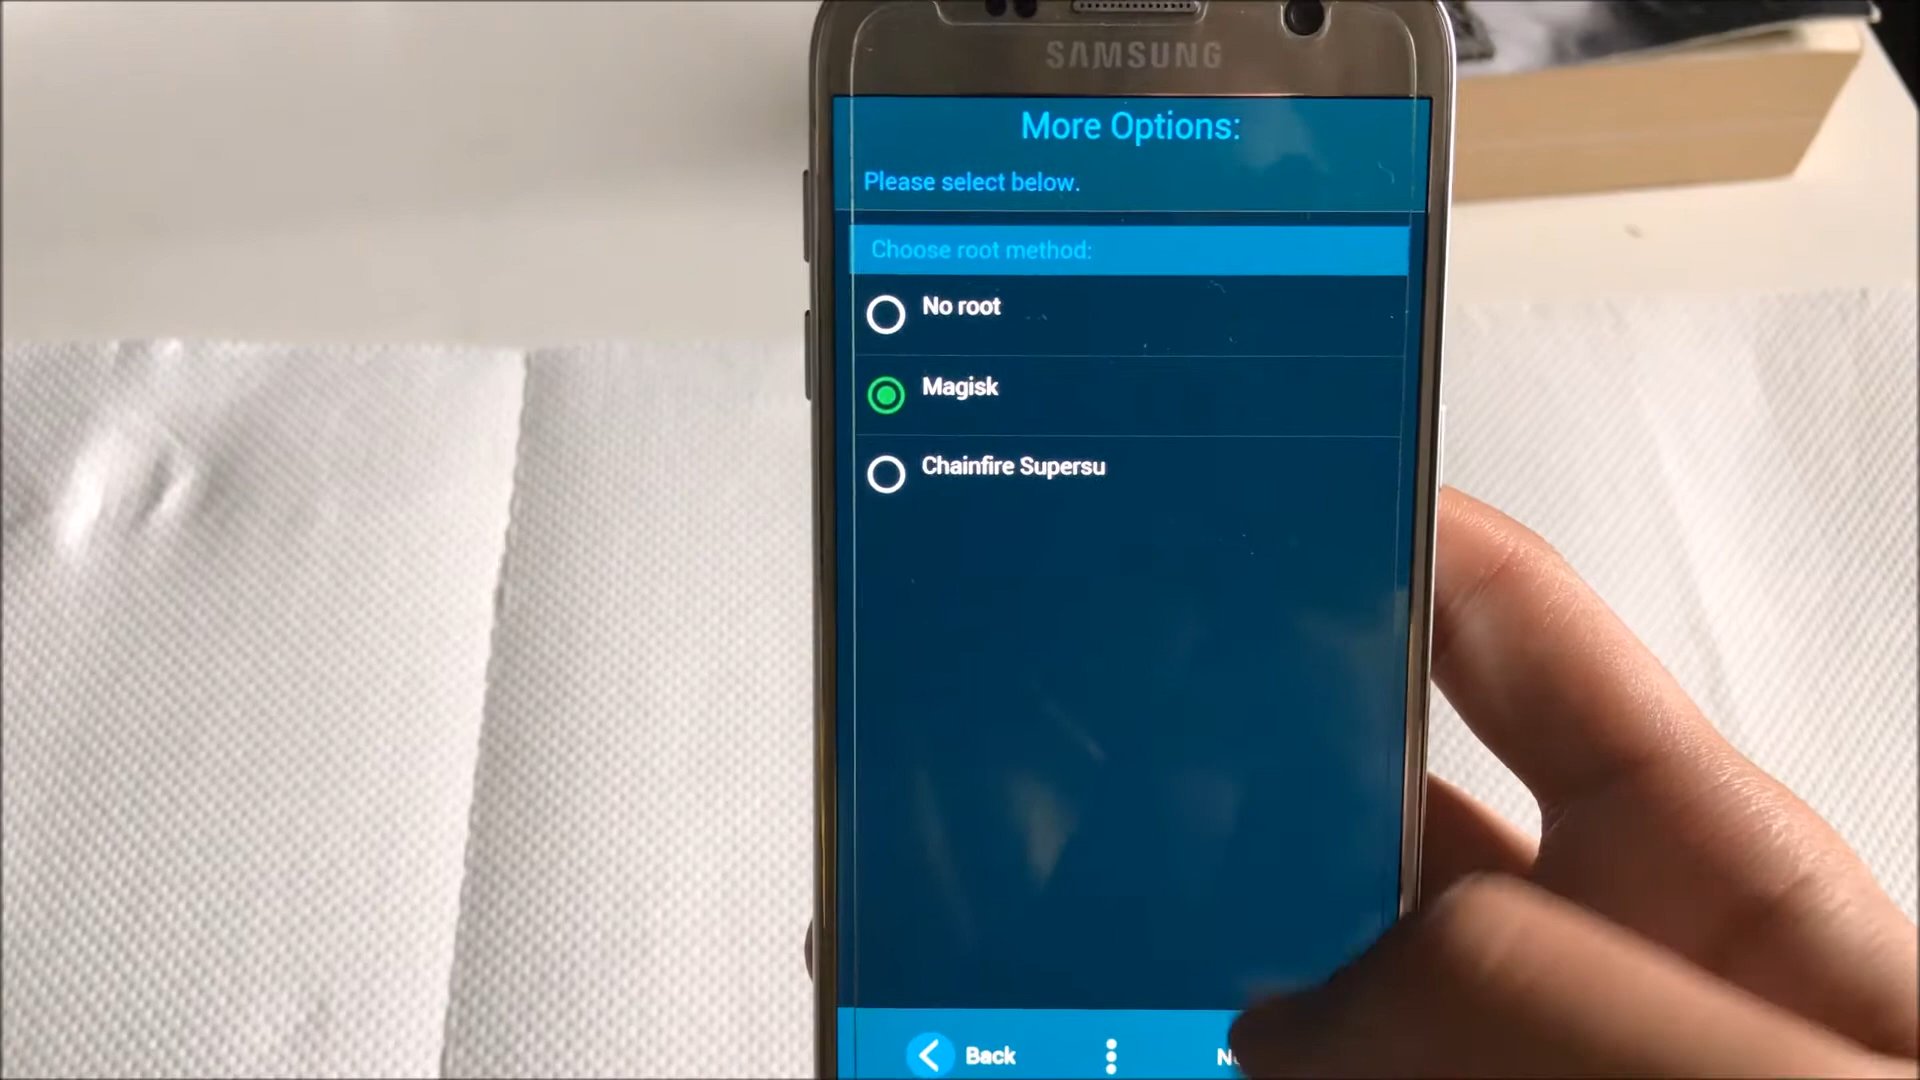 SAMSUNG
More Options:
Please select below.
Choose root method:
No root
Magisk
Chainfire Supersu
Back